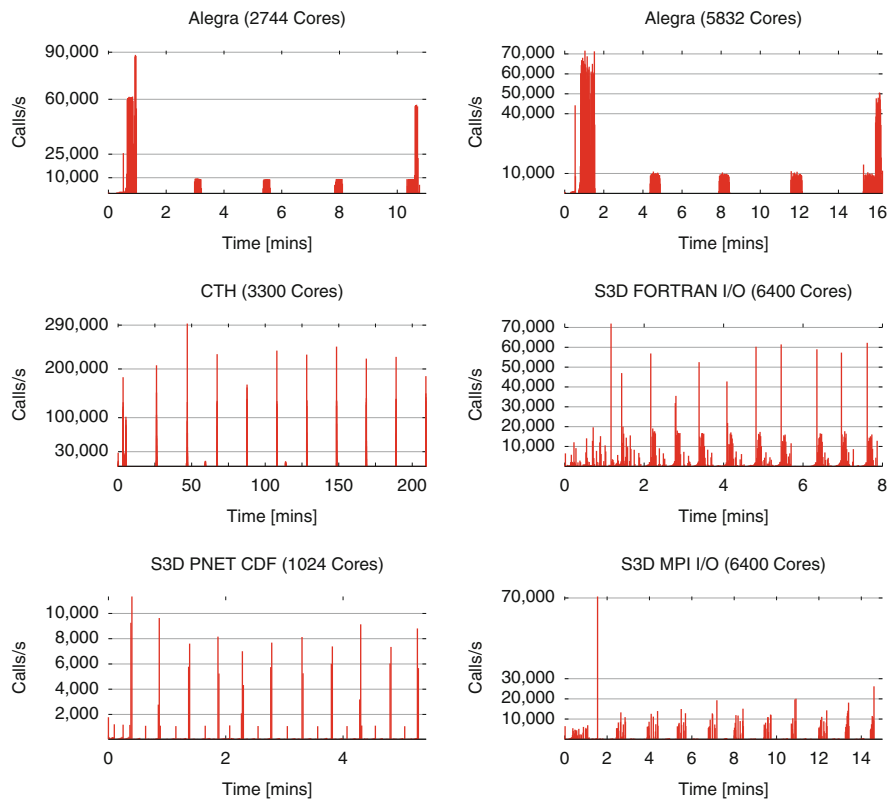 Alegra (2744 Cores)
90,000
60,000
25,000
10,000
Calls/s
0 2 4 6 8 10
Time [mins]
Alegra (5832 Cores)
70,000
60,000
50,000
40,000
10,000
Calls/s
0 2 4 6 8 10 12 14 16
Time [mins]
CTH (3300 Cores)
290,000
200,000
100,000
30,000
Calls/s
0 50 100 150 200
Time [mins]
S3D FORTRAN I/O (6400 Cores)
70,000
60,000
50,000
40,000
30,000
20,000
10,000
Calls/s
0 2 4 6 8
Time [mins]
S3D PNET CDF (1024 Cores)
10,000
8,000
6,000
4,000
2,000
Calls/s
0 2 4
Time [mins]
S3D MPI I/O (6400 Cores)
70,000
30,000
20,000
10,000
Calls/s
0 2 4 6 8 10 12 14
Time [mins]